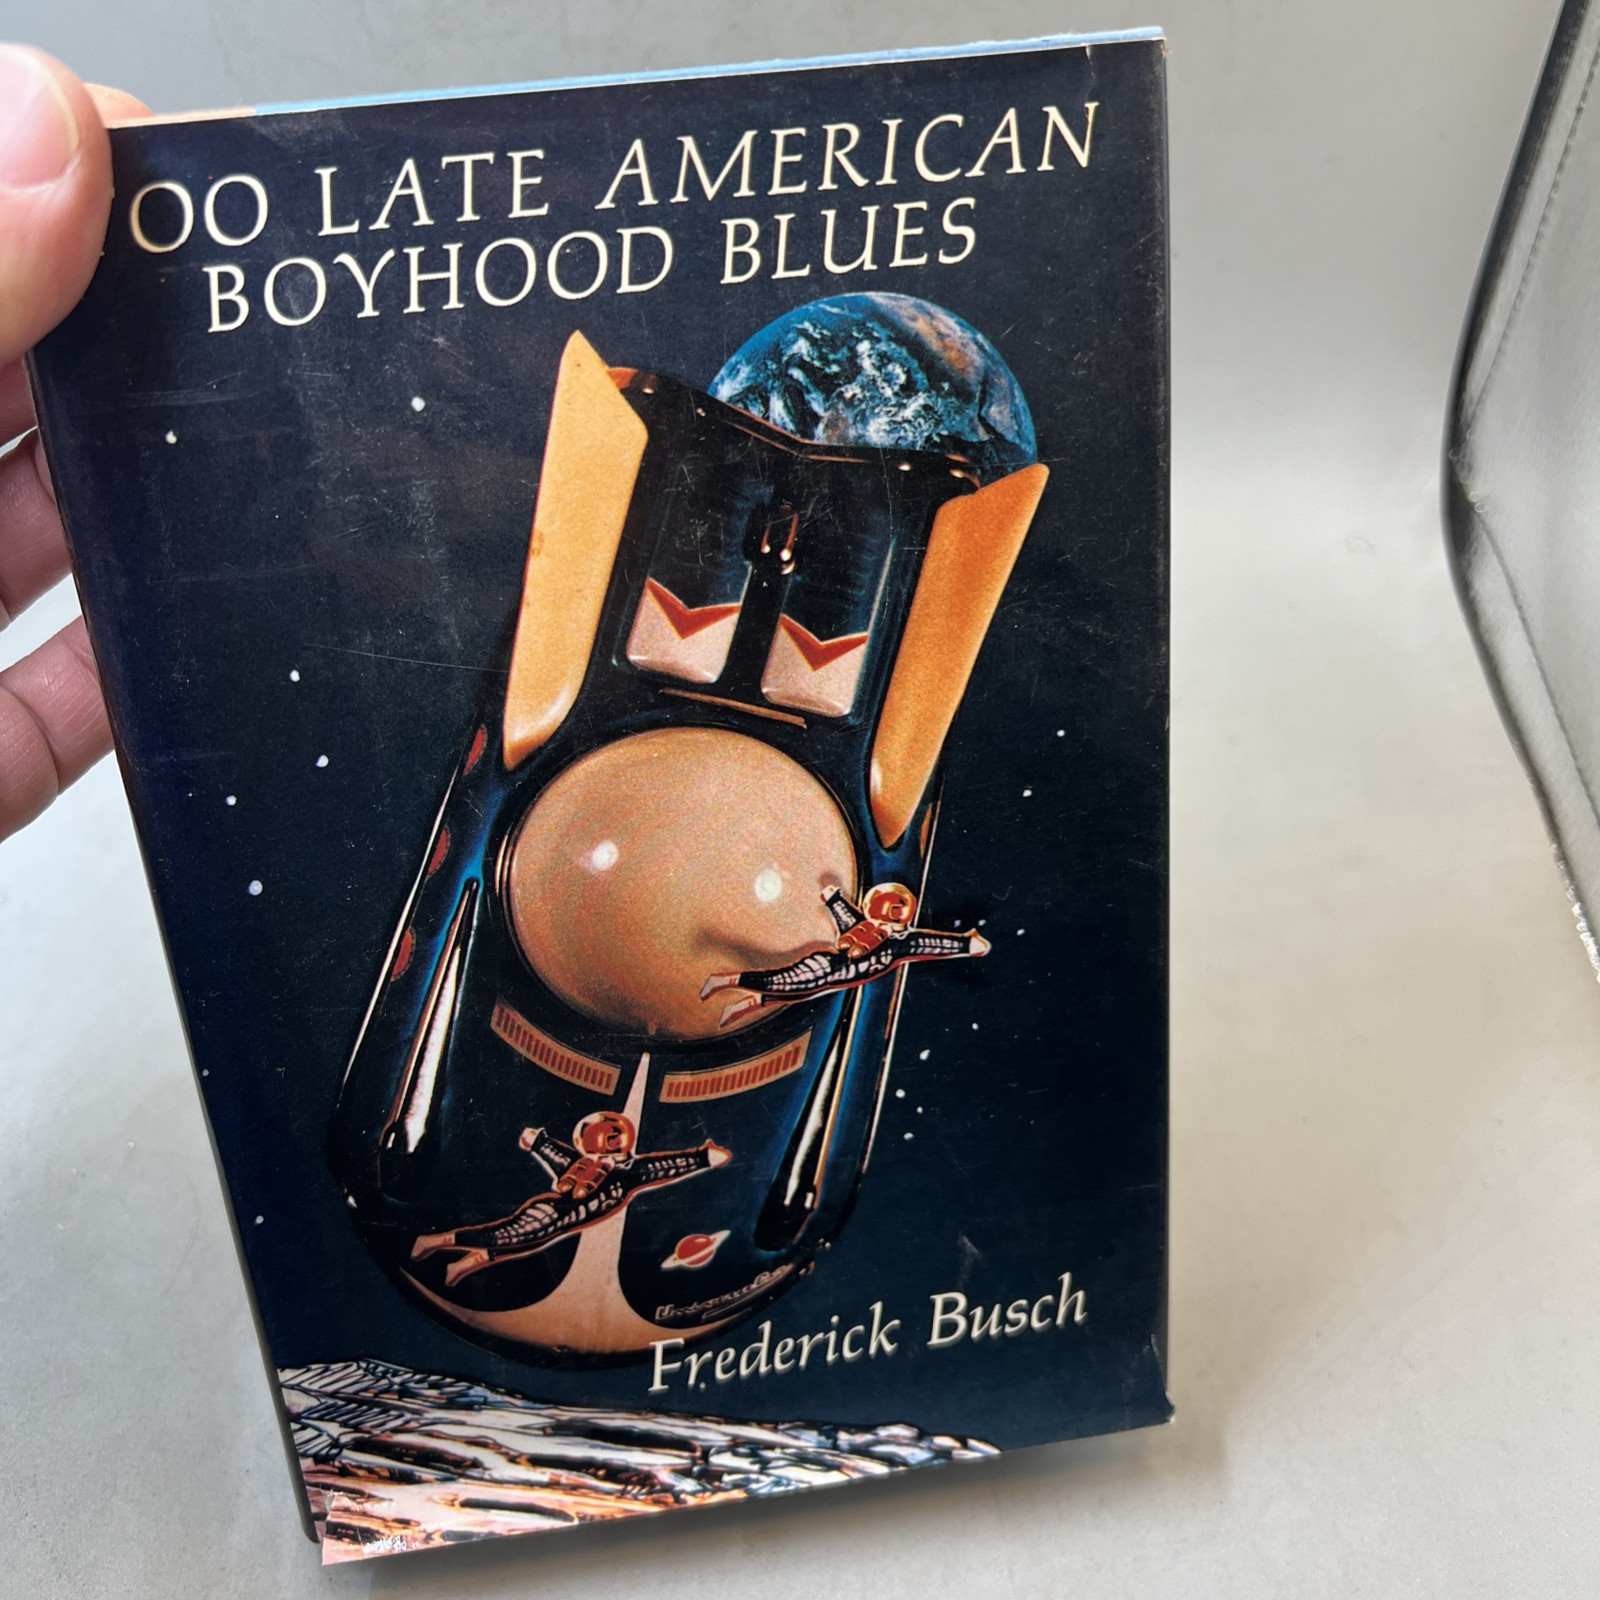 OO LATE AMERICAN
BOYHOOD BLUES
Frederick Busch